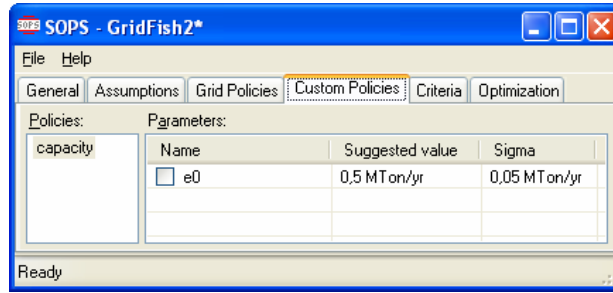 SOPS SOPS - GridFish2*
File Help
General Assumptions Grid Policies Custom Policies Criteria Optimization
Policies: Parameters:
capacity Name Suggested value Sigma
e0 0,5 MTon/yr 0,05 MTon/yr
Ready